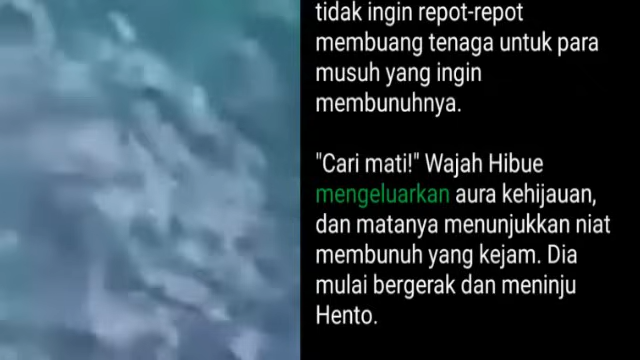 tidak ingin repot-repot
membuang tenaga untuk para
musuh yang ingin
membunuhnya.
"Cari mati!" Wajah Hibue
mengeluarkan aura kehijauan,
dan matanya menunjukkan niat
membunuh yang kejam. Dia
mulai bergerak dan meninju
Hento.